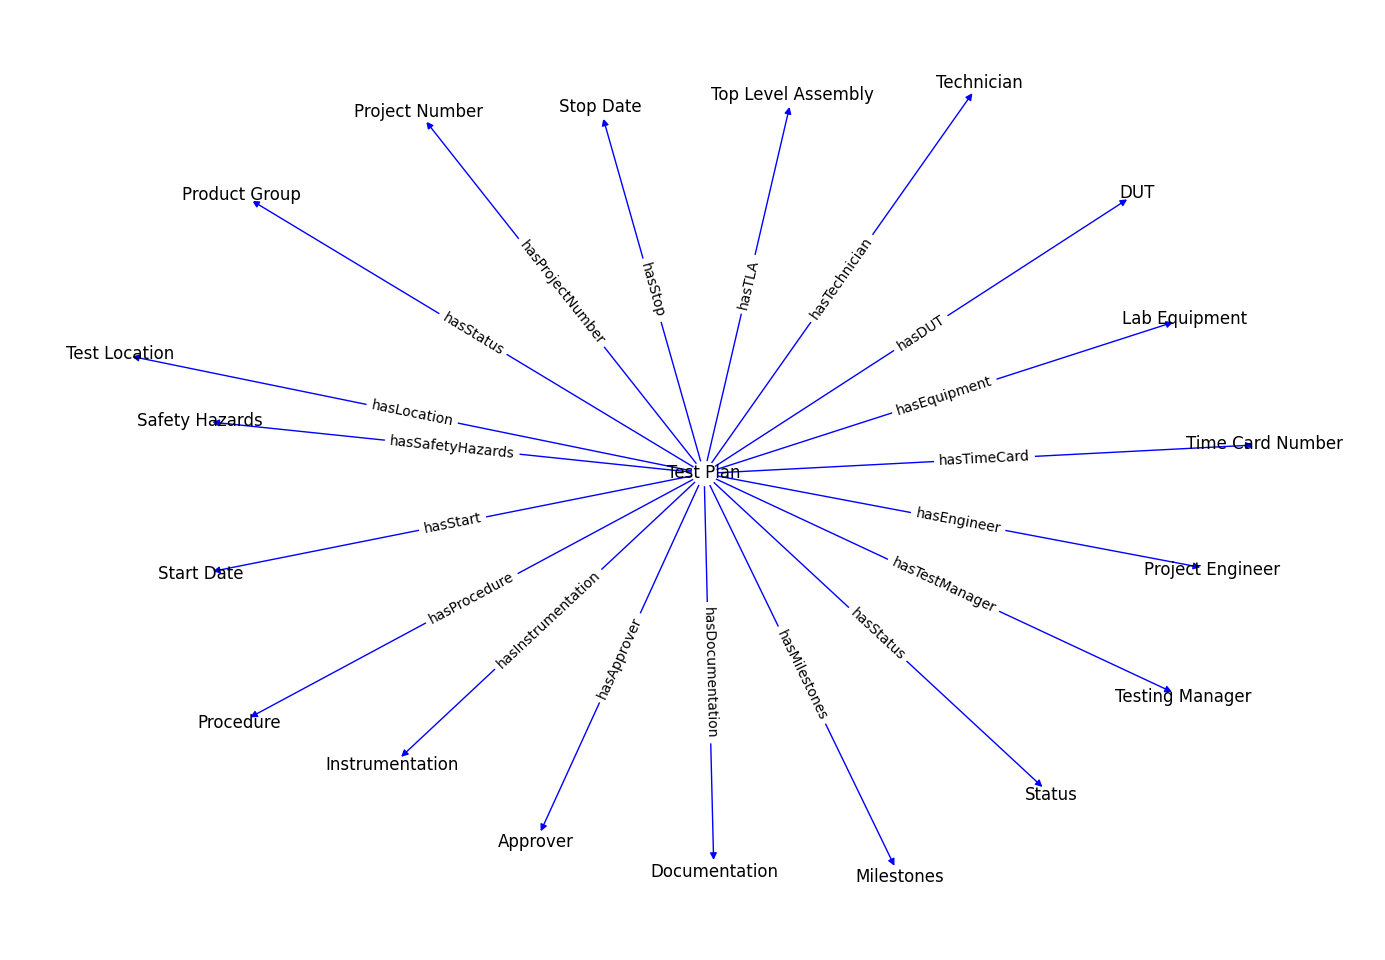 Technician
Top Level Assembly
Stop Date
Project Number
DUT
Product Group
hasTechnician
hasTLA
hasStop
hasProjectNumber
Lab Equipment
hasDUT
hasStatus
Test Location
hasEquipment
hasLocation
Safety Hazards
Time Card Number
hasSafetyHazards
hasTimeCard
Test Plan
hasStart
hasEngineer
Start Date
Project Engineer
hasProcedure
hasTestManager
hasInstrumentation
hasStatus
hasApprover
hasDocumentation
hasMilestones
Testing Manager
Procedure
Instrumentation
Status
Approver
Documentation
Milestones